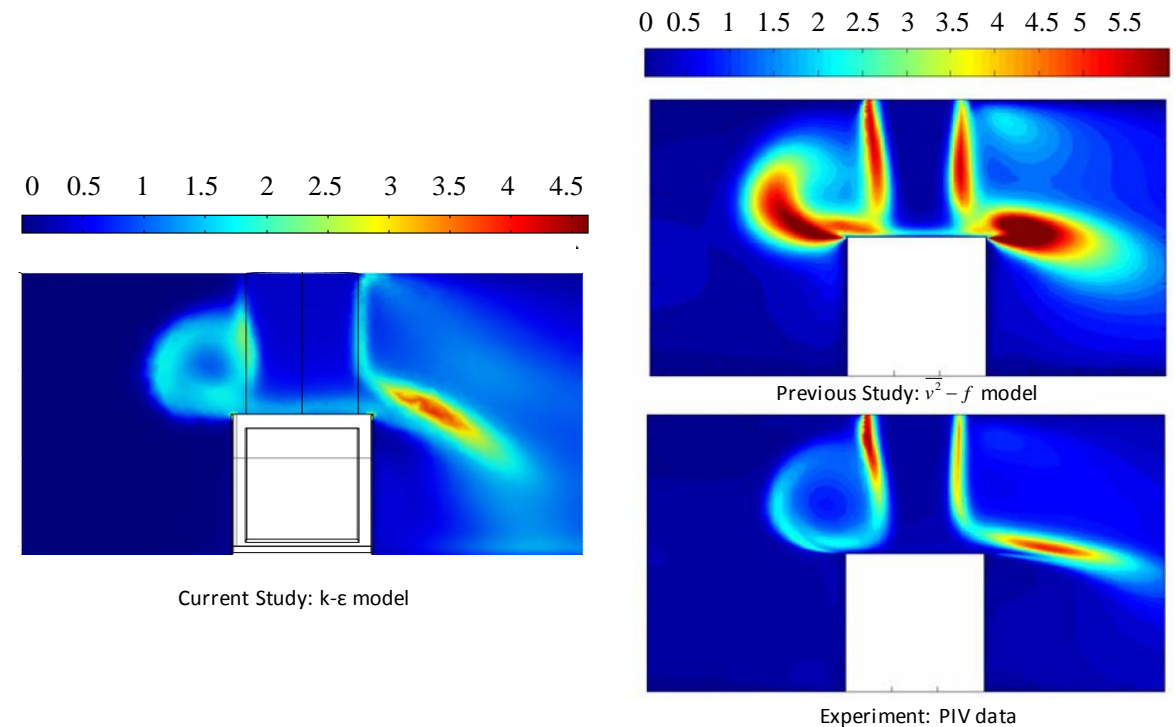 0 0.5 1 1.5 2 2.5 3 3.5 4 4.5
Current Study: k-ε model
0 0.5 1 1.5 2 2.5 3 3.5 4 4.5 5 5.5
Previous Study: $\overline{v^2} - f$ model
Experiment: PIV data